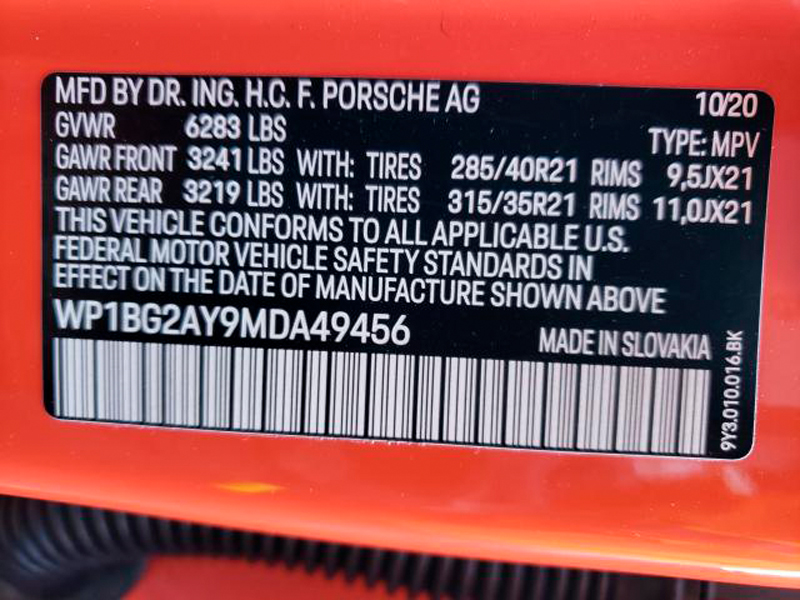 MFD BY DR. ING. H.C. F. PORSCHE AG 10/20
GVWR 6283 LBS TYPE: MPV
GAWR FRONT 3241 LBS WITH: TIRES 285/40R21 RIMS 9,5JX21
GAWR REAR 3219 LBS WITH: TIRES 315/35R21 RIMS 11,0JX21
THIS VEHICLE CONFORMS TO ALL APPLICABLE U.S.
FEDERAL MOTOR VEHICLE SAFETY STANDARDS IN
EFFECT ON THE DATE OF MANUFACTURE SHOWN ABOVE
WP1BG2AY9MDA49456 MADE IN SLOVAKIA
9Y3.010.016.BK